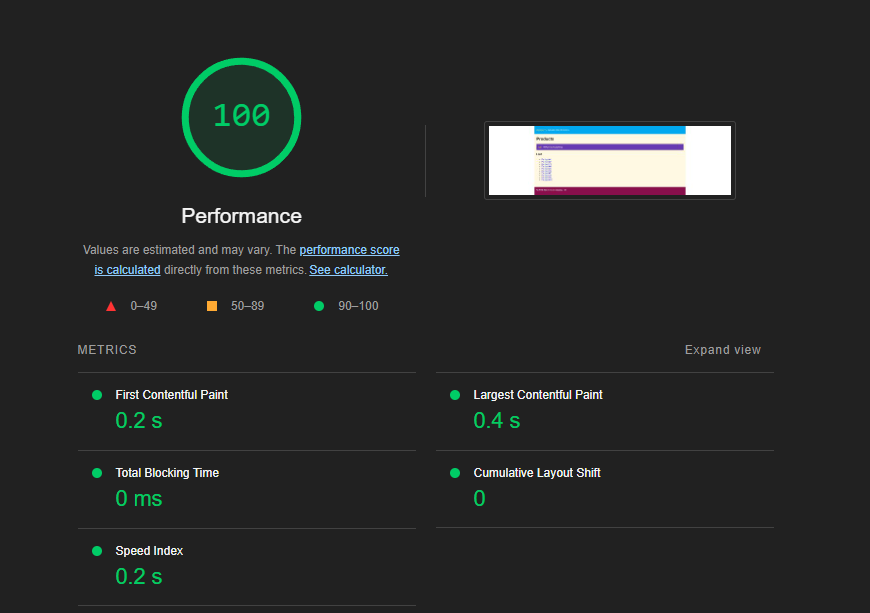 100
Products
Performance
Values are estimated and may vary. The performance score
is calculated directly from these metrics. See calculator.
0–49
50–89
90–100
METRICS
Expand view
First Contentful Paint
0.2 s
Largest Contentful Paint
0.4 s
Total Blocking Time
0 ms
Cumulative Layout Shift
0
Speed Index
0.2 s